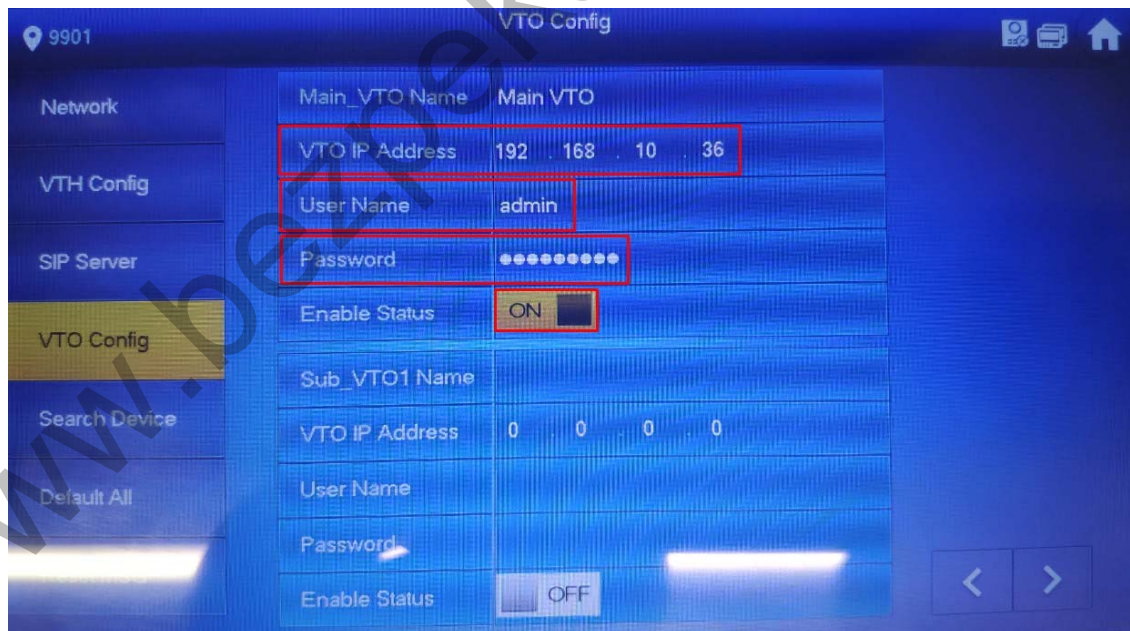 VTO Config
9901
Network
VTH Config
SIP Server
VTO Config
Search Device
Default All
Main_VTO Name Main VTO
VTO IP Address 192 . 168 . 10 . 36
User Name admin
Password ●●●●●●●●●
Enable Status ON
Sub_VTO1 Name
VTO IP Address 0 . 0 . 0 . 0
User Name
Password
Enable Status OFF